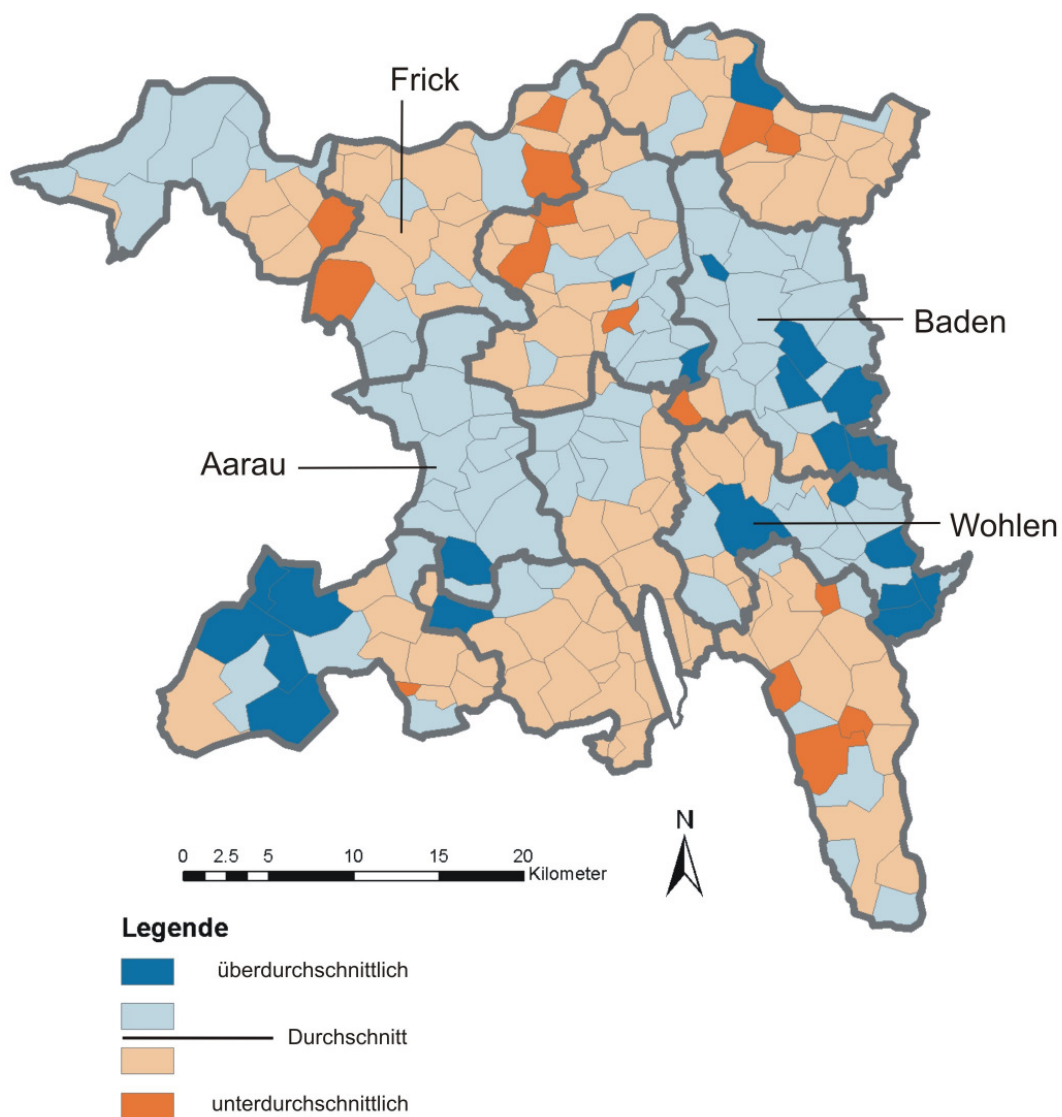 Frick
Baden
Aarau
Wohlen
N
0 2.5 5 10 15 20
Kilometer
Legende
überdurchschnittlich
Durchschnitt
unterdurchschnittlich